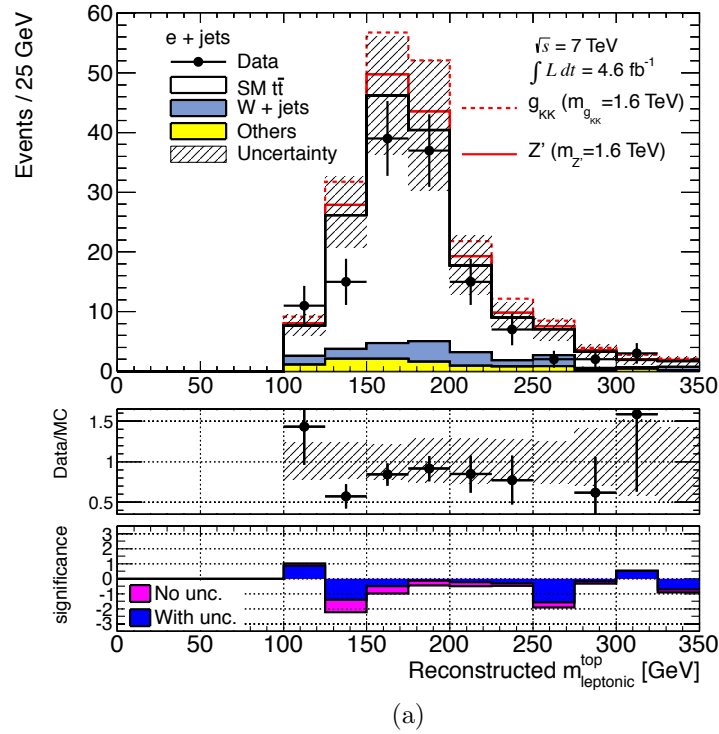 Events / 25 GeV
60
50
40
30
20
10
0
e + jets
Data
SM tt̄
W + jets
Others
Uncertainty
√s = 7 TeV
∫ L dt = 4.6 fb⁻¹
g_KK (m_g_KK =1.6 TeV)
Z' (m_Z'=1.6 TeV)
0 50 100 150 200 250 300 350
Data/MC
1.5
1
0.5
significance
3
2
1
0
-1
-2
-3
No unc.
With unc.
0 50 100 150 200 250 300 350
Reconstructed m^top_leptonic [GeV]
(a)